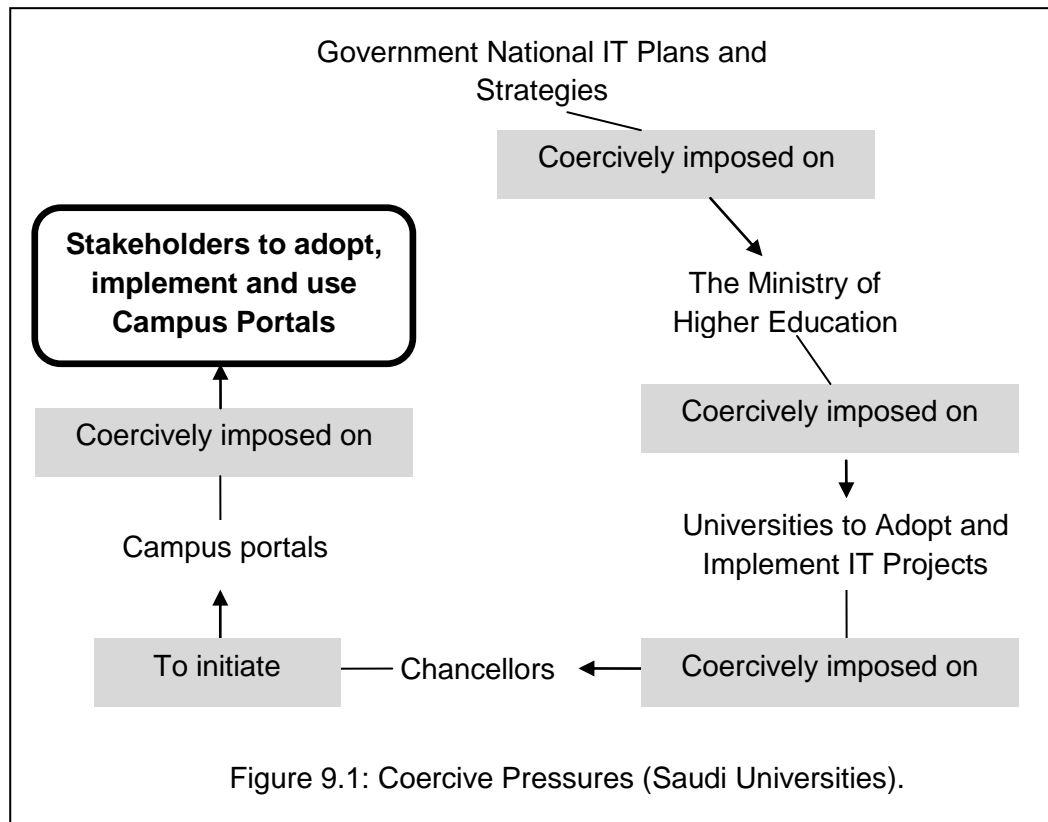 Government National IT Plans and
Strategies
Coercively imposed on
The Ministry of
Higher Education
Coercively imposed on
Universities to Adopt and
Implement IT Projects
Coercively imposed on
Chancellors
To initiate
Campus portals
Coercively imposed on
Stakeholders to adopt,
implement and use
Campus Portals
Figure 9.1: Coercive Pressures (Saudi Universities).